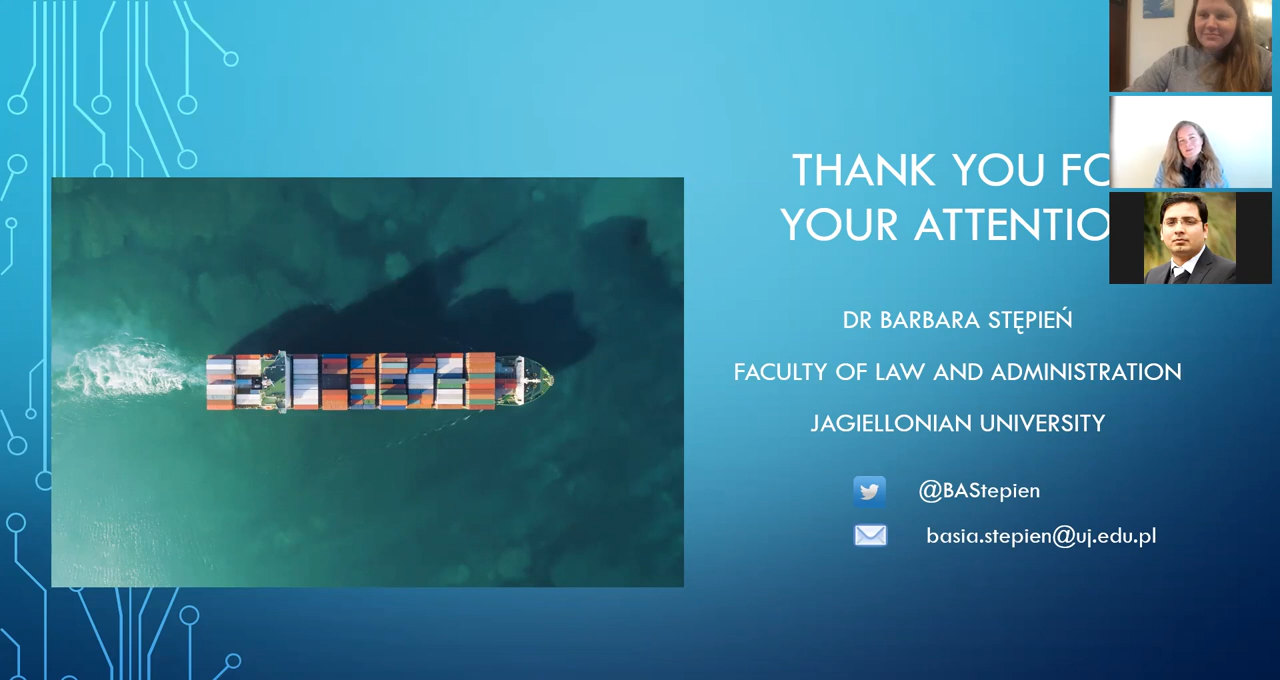 THANK YOU FO
YOUR ATTENTIO
DR BARBARA STĘPIEŃ
FACULTY OF LAW AND ADMINISTRATION
JAGIELLONIAN UNIVERSITY
@BAStepien
basia.stepien@uj.edu.pl